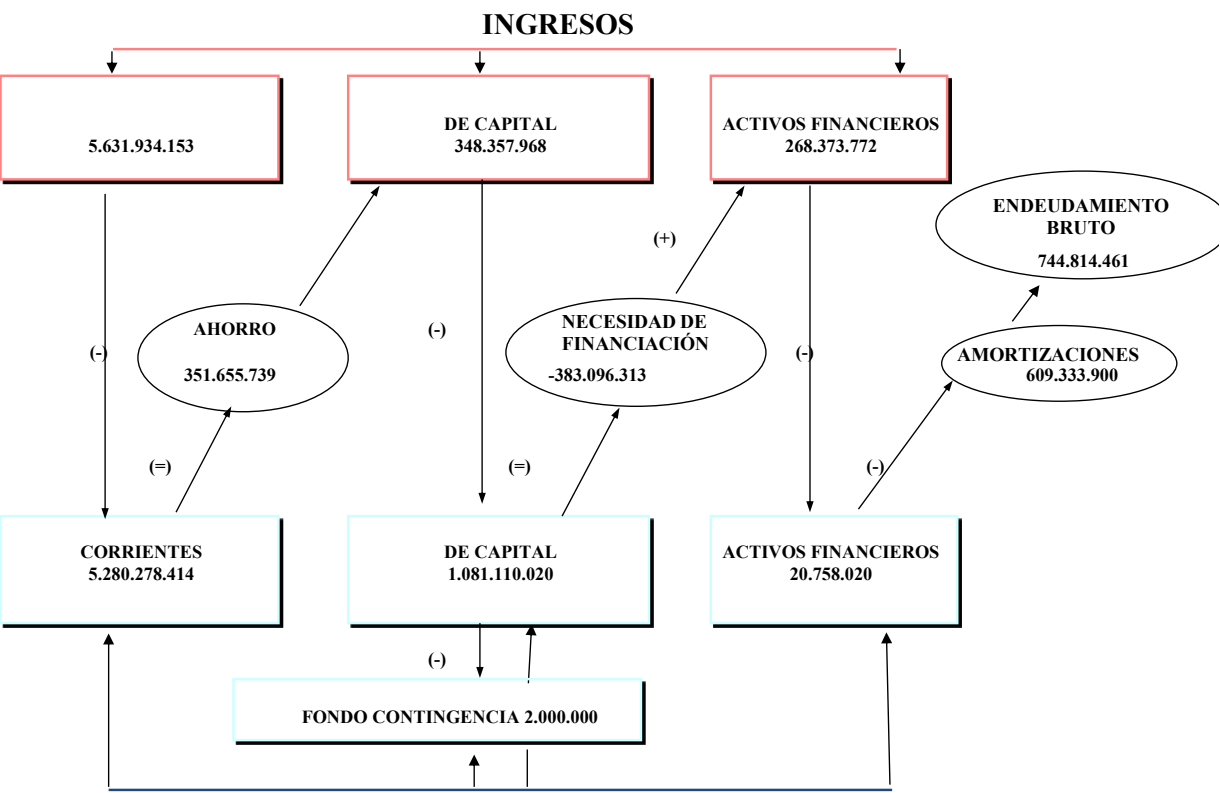 INGRESOS
5.631.934.153
DE CAPITAL
348.357.968
ACTIVOS FINANCIEROS
268.373.772
ENDEUDAMIENTO
BRUTO
744.814.461
(+)
AHORRO
351.655.739
(-)
(-)
NECESIDAD DE
FINANCIACIÓN
-383.096.313
(-)
AMORTIZACIONES
609.333.900
(=)
(=)
(-)
CORRIENTES
5.280.278.414
DE CAPITAL
1.081.110.020
ACTIVOS FINANCIEROS
20.758.020
(-)
FONDO CONTINGENCIA 2.000.000